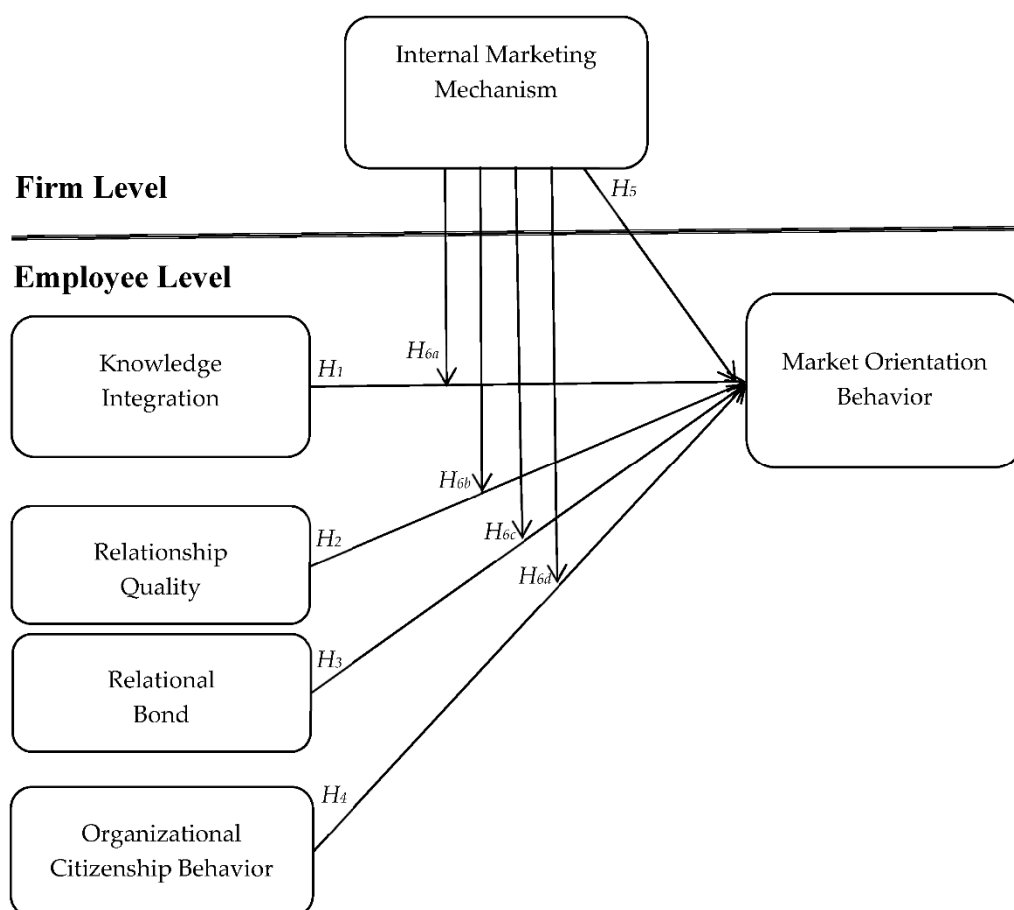 Internal Marketing
Mechanism
Firm Level
H5
Employee Level
Knowledge
Integration
H1
H6a
Market Orientation
Behavior
H6b
Relationship
Quality
H2
H6c
H6d
Relational
Bond
H3
Organizational
Citizenship Behavior
H4